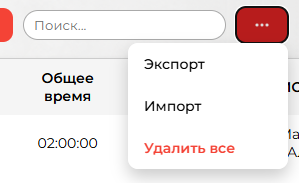 Поиск...
Экспорт
Импорт
Удалить все
Общее
время
02:00:00